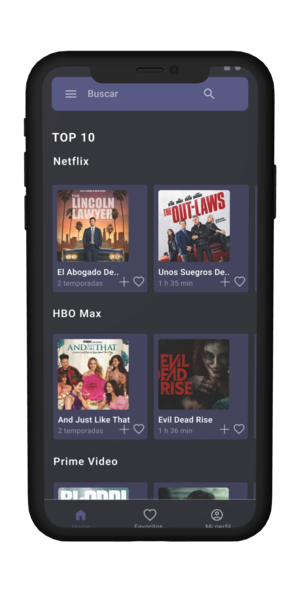 Buscar
TOP 10
Netflix
THE
LINCOLN
LAWYER
THE
OUT-LAWS
El Abogado De..
2 temporadas
Unos Suegros De..
1 h 35 min
HBO Max
AND JUST
LIKE THAT
EVIL
DEAD
RISE
And Just Like That
2 temporadas
Evil Dead Rise
1 h 36 min
Prime Video
Home
Favoritos
Mi perfil